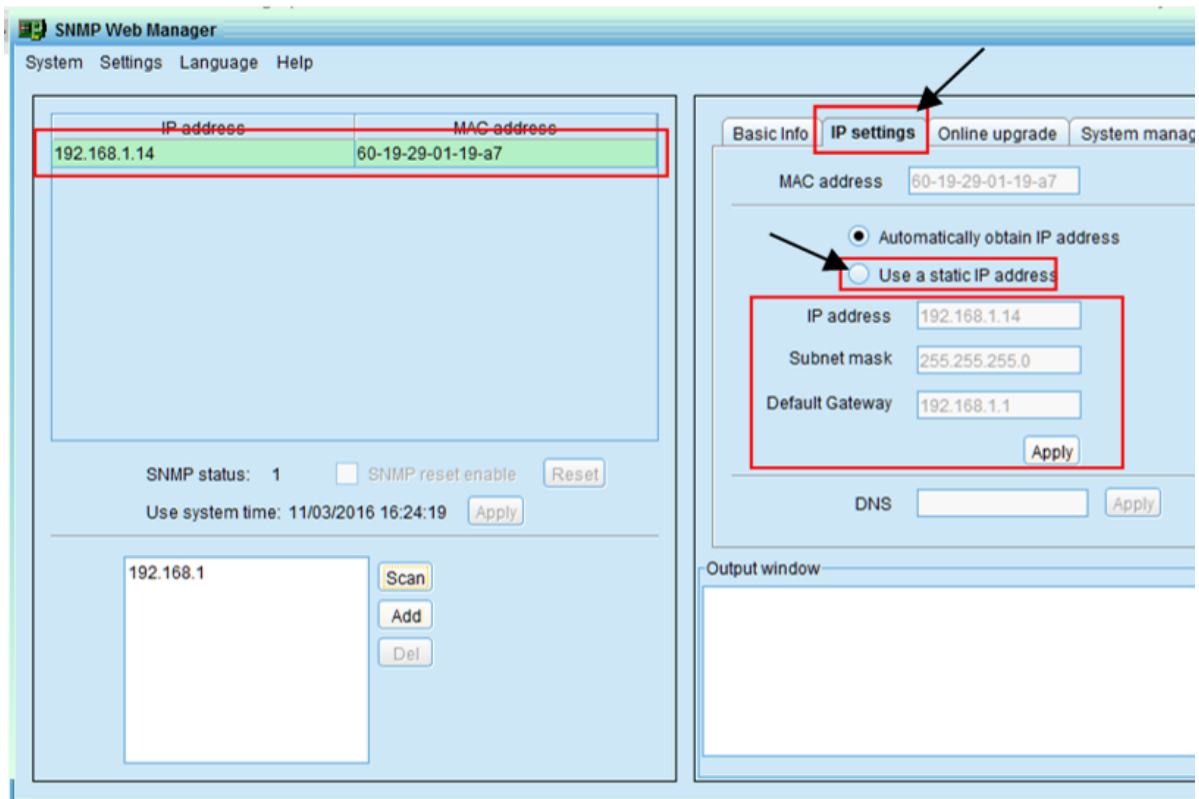 SNMP Web Manager
System Settings Language Help
IP address MAC address
192.168.1.14 60-19-29-01-19-a7
SNMP status: 1 SNMP reset enable Reset
Use system time: 11/03/2016 16:24:19 Apply
192.168.1
Scan
Add
Del
Basic Info IP settings Online upgrade System manag
MAC address 60-19-29-01-19-a7
Automatically obtain IP address
Use a static IP address
IP address 192.168.1.14
Subnet mask 255.255.255.0
Default Gateway 192.168.1.1
Apply
DNS Apply
Output window